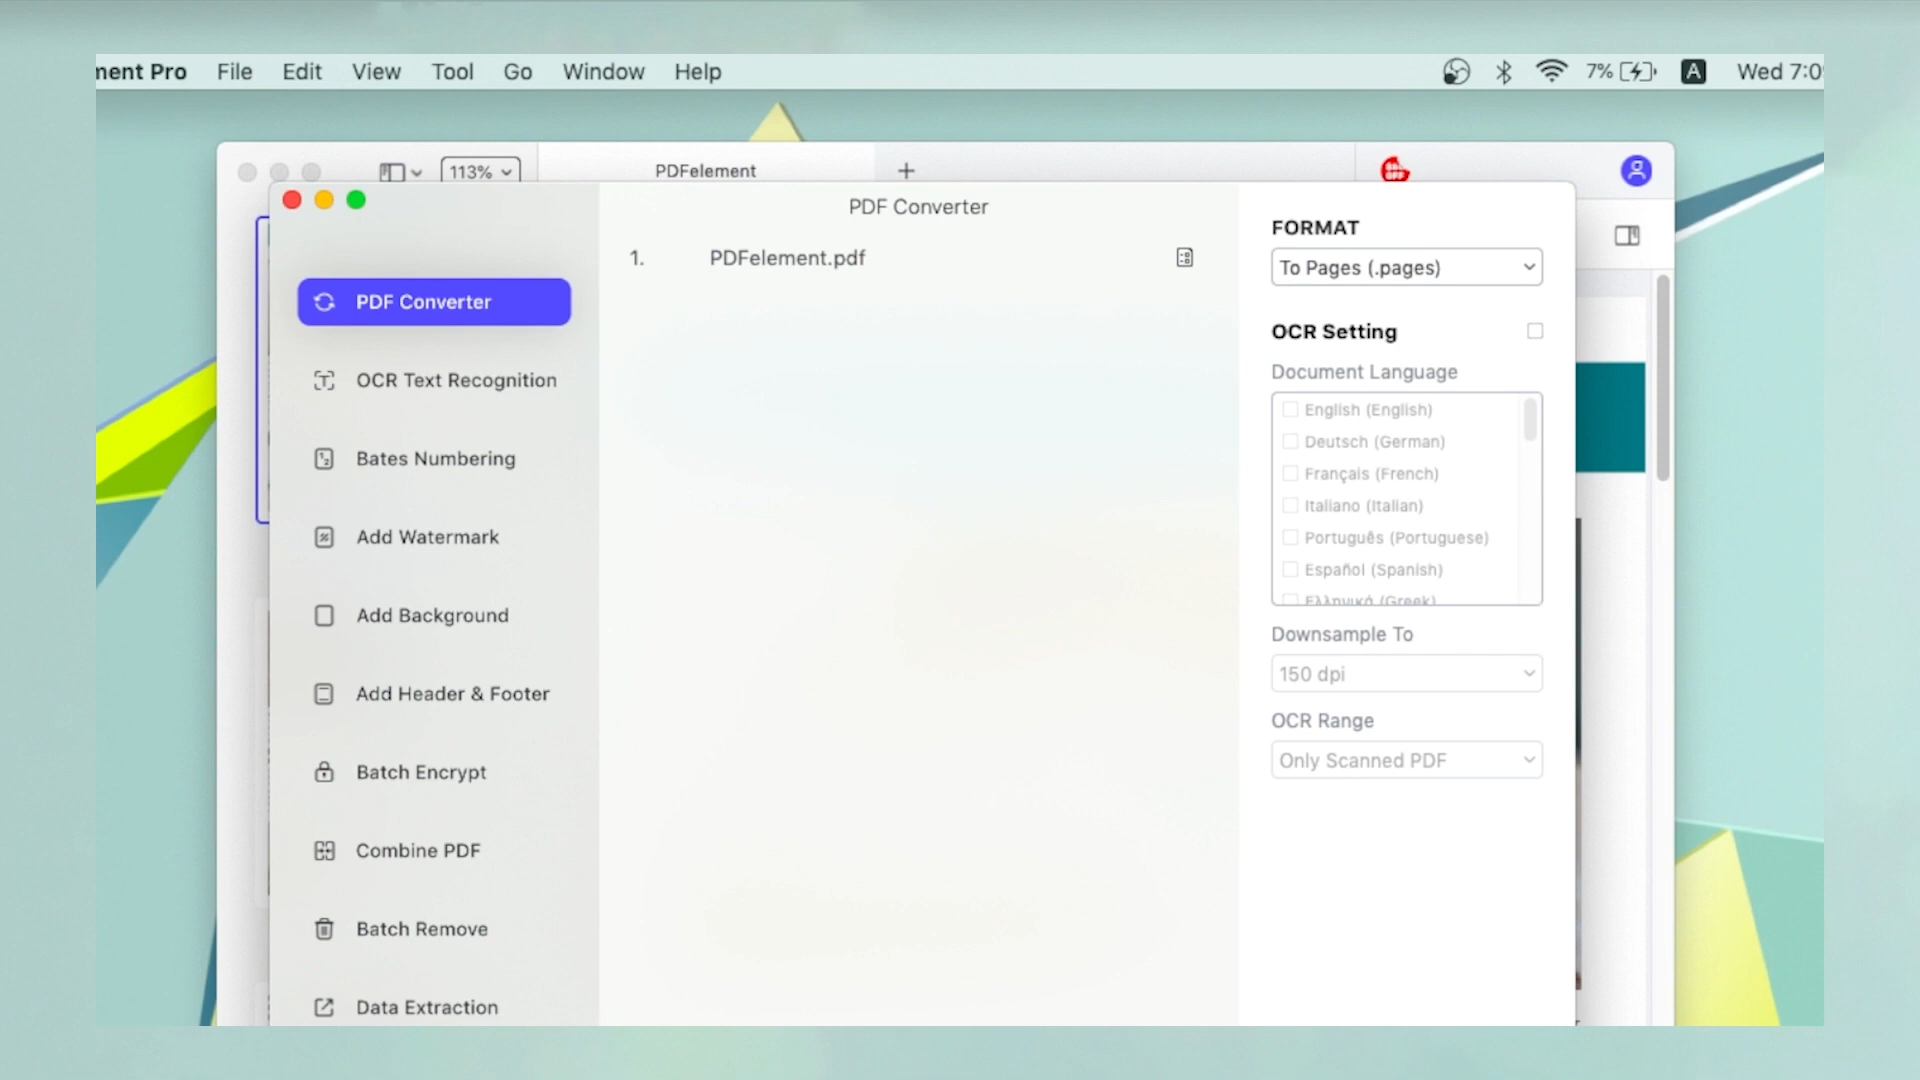 ment Pro File Edit View Tool Go Window Help 7% A Wed 7:0
113% PDFelement
PDF Converter
1. PDFelement.pdf
PDF Converter
OCR Text Recognition
Bates Numbering
Add Watermark
Add Background
Add Header & Footer
Batch Encrypt
Combine PDF
Batch Remove
Data Extraction
FORMAT
To Pages (.pages)
OCR Setting
Document Language
English (English)
Deutsch (German)
Français (French)
Italiano (Italian)
Português (Portuguese)
Español (Spanish)
Ελληνικά (Greek)
Downsample To
150 dpi
OCR Range
Only Scanned PDF